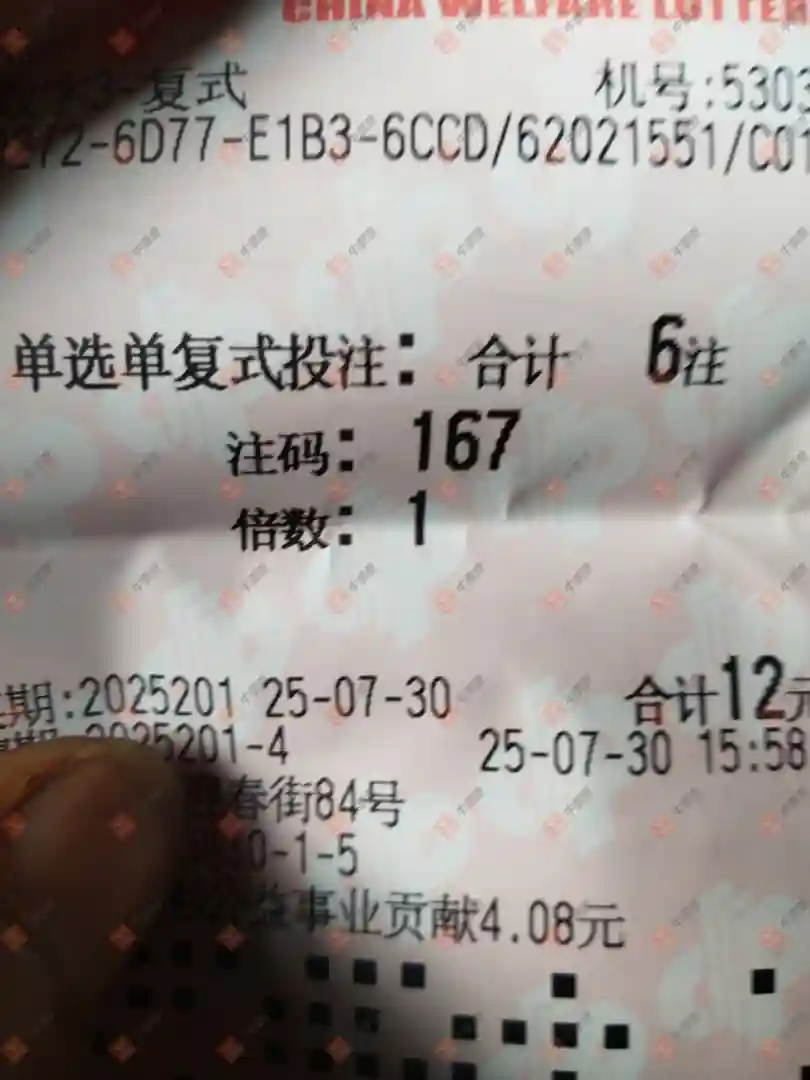 CHINA WELFARE LOTTER
3-复式 机号:5303
272-6D77-E1B3-6CCD/62021551/C01
单选单复式投注: 合计 6注
注码: 167
倍数: 1
期:2025201 25-07-30 合计12元
2025201-4 25-07-30 15:58
春街84号
0-1-5
公益事业贡献4.08元